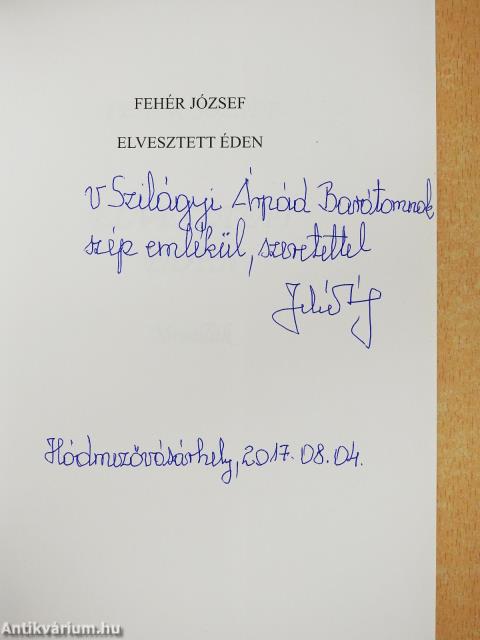 FEHÉR JÓZSEF
ELVESZTETT ÉDEN
V Szilágyi Árpád Barátomnak
szép emlékül, szeretettel
Hódmezővásárhely, 2017.08.04.
Antikvárium.hu